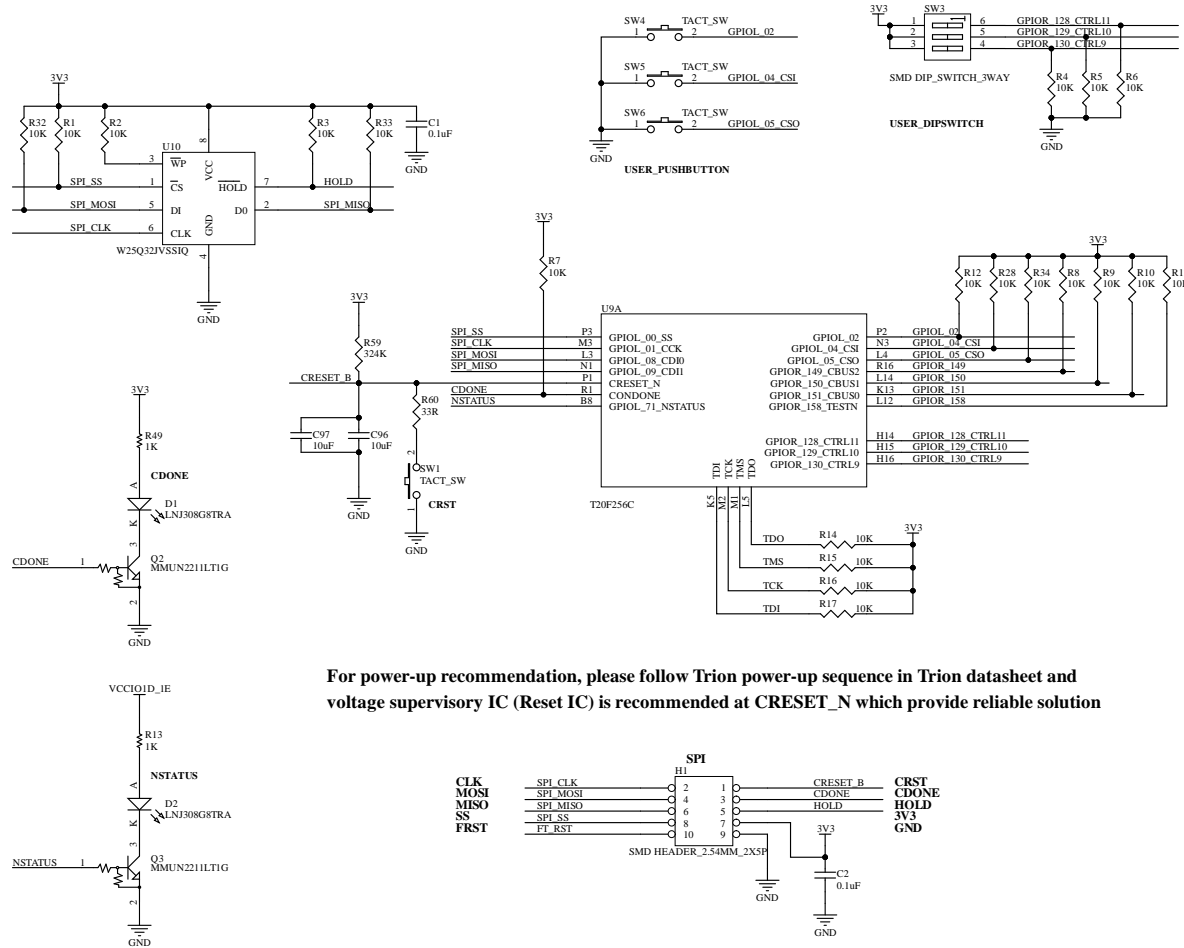 SW4 TACT_SW
1 2 GPIOL_02
SW5 TACT_SW
1 2 GPIOL_04_CSI
SW6 TACT_SW
1 2 GPIOL_05_CSO
GND
USER_PUSHBUTTON
3V3 SW3
1 6 GPIOR_128_CTRL11
2 5 GPIOR_129_CTRL10
3 4 GPIOR_130_CTRL9
1
SMD DIP_SWITCH_3WAY
R4 10K
R5 10K
R6 10K
GND
USER_DIPSWITCH
3V3
R32 10K
R1 10K
R2 10K
R3 10K
R33 10K
C1 0.1uF
GND
U10
8 VCC
3 WP
SPI_SS 1 CS
HOLD 7 HOLD
SPI_MOSI 5 DI
D0 2 SPI_MISO
SPI_CLK 6 CLK
GND 4
W25Q32JVSSIQ
GND
3V3
R7 10K
3V3
R59 324K
CRESET_B
R60 33R
C97 10uF
C96 10uF
GND
2
SW1
TACT_SW
1
CRST
GND
U9A
SPI_SS P3 GPIOL_00_SS
SPI_CLK M3 GPIOL_01_CCK
SPI_MOSI L3 GPIOL_08_CDI0
SPI_MISO N1 GPIOL_09_CDI1
P1 CRESET_N
CDONE R1 CONDONE
NSTATUS B8 GPIOL_71_NSTATUS
3V3
R12 10K
R28 10K
R34 10K
R8 10K
R9 10K
R10 10K
GPIOL_02 P2 GPIOL_02
GPIOL_04_CSI N3 GPIOL_04_CSI
GPIOL_05_CSO L4 GPIOL_05_CSO
GPIOR_149_CBUS2 R16 GPIOR_149
GPIOR_150_CBUS1 L14 GPIOR_150
GPIOR_151_CBUS0 K13 GPIOR_151
GPIOR_158_TESTN L12 GPIOR_158
GPIOR_128_CTRL11 H14 GPIOR_128_CTRL11
GPIOR_129_CTRL10 H15 GPIOR_129_CTRL10
GPIOR_130_CTRL9 H16 GPIOR_130_CTRL9
TDI TCK TMS TDO
K5 M2 M1 L5
T20F256C
3V3
TDO R14 10K
TMS R15 10K
TCK R16 10K
TDI R17 10K
3V3
R49
1K
CDONE
A
D1
LNJ308G8TRA
K
3
Q2
MMUN2211LT1G
CDONE 1
2
GND
For power-up recommendation, please follow Trion power-up sequence in Trion datasheet and
voltage supervisory IC (Reset IC) is recommended at CRESET_N which provide reliable solution
VCCIO1D_1E
R13
1K
NSTATUS
A
D2
LNJ308G8TRA
K
3
Q3
MMUN2211LT1G
NSTATUS 1
2
GND
SPI
H1
CLK SPI_CLK 2 1 CRESET_B CRST
MOSI SPI_MOSI 4 3 CDONE CDONE
MISO SPI_MISO 6 5 HOLD HOLD
SS SPI_SS 8 7 3V3
FRST FT_RST 10 9 GND
SMD HEADER_2.54MM_2X5P
3V3
C2
0.1uF
GND
GND